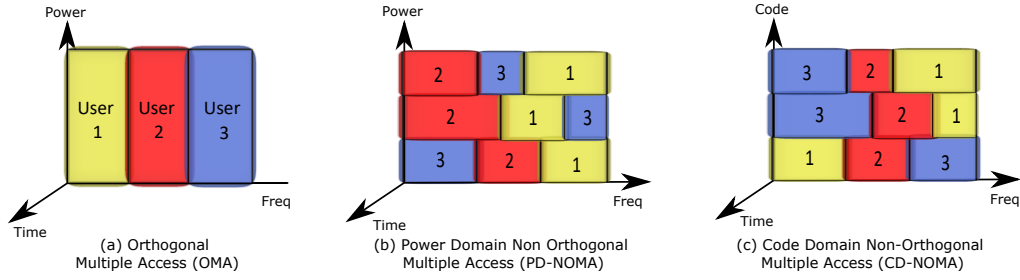 Power
User
1
User
2
User
3
Freq
Time
(a) Orthogonal
Multiple Access (OMA)
Power
2 3 1
2 1 3
3 2 1
Freq
Time
(b) Power Domain Non Orthogonal
Multiple Access (PD-NOMA)
Code
3 2 1
3 2 1
1 2 3
Freq
Time
(c) Code Domain Non-Orthogonal
Multiple Access (CD-NOMA)